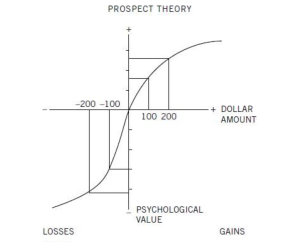 PROSPECT THEORY
+
−200 −100
− + DOLLAR
AMOUNT
100 200
− PSYCHOLOGICAL
VALUE
LOSSES GAINS